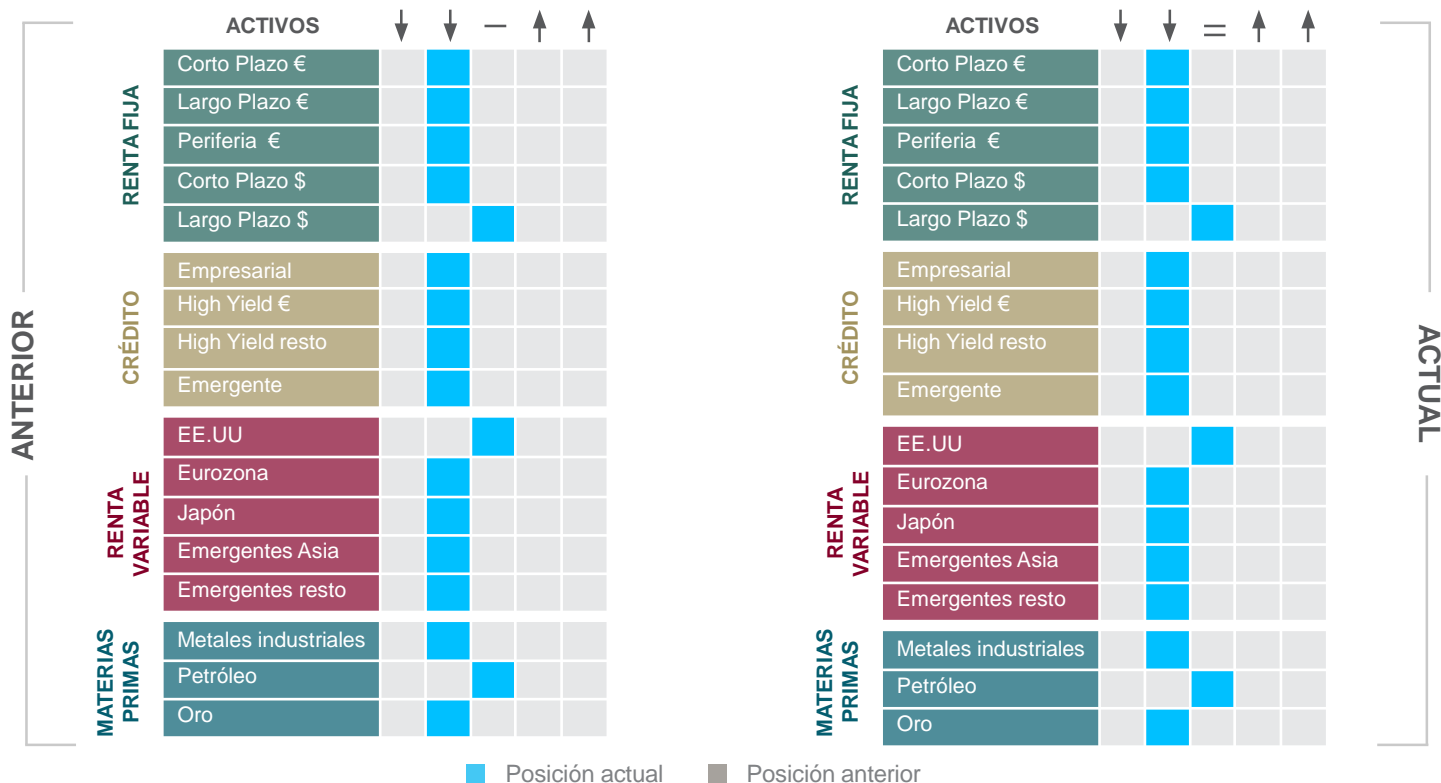 ANTERIOR
ACTIVOS
RENTA FIJA
Corto Plazo €
Largo Plazo €
Periferia €
Corto Plazo $
Largo Plazo $
CRÉDITO
Empresarial
High Yield €
High Yield resto
Emergente
RENTA
VARIABLE
EE.UU
Eurozona
Japón
Emergentes Asia
Emergentes resto
MATERIAS
PRIMAS
Metales industriales
Petróleo
Oro
ACTUAL
ACTIVOS
RENTA FIJA
Corto Plazo €
Largo Plazo €
Periferia €
Corto Plazo $
Largo Plazo $
CRÉDITO
Empresarial
High Yield €
High Yield resto
Emergente
RENTA
VARIABLE
EE.UU
Eurozona
Japón
Emergentes Asia
Emergentes resto
MATERIAS
PRIMAS
Metales industriales
Petróleo
Oro
Posición actual
Posición anterior